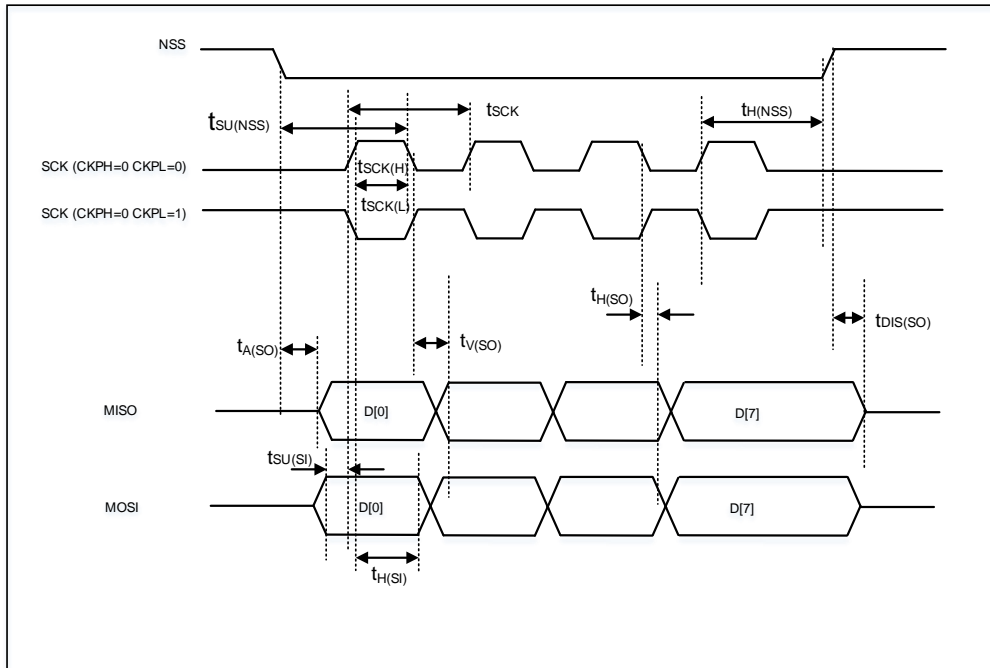 NSS
tSCK
tH(NSS)
tSU(NSS)
SCK (CKPH=0 CKPL=0)
tSCK(H)
tSCK(L)
SCK (CKPH=0 CKPL=1)
tH(SO)
tDIS(SO)
tV(SO)
tA(SO)
MISO
D[0]
D[7]
tSU(SI)
MOSI
D[0]
D[7]
tH(SI)